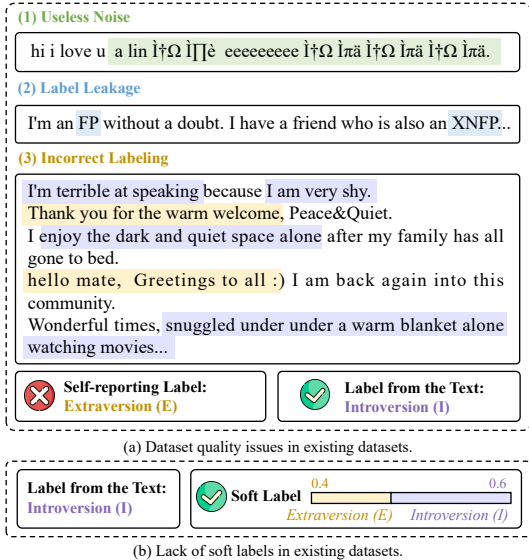 (1) Useless Noise
hi i love u a lin Ì†Ω Ì∏è eeeeeeeee Ì†Ω Ìπä Ì†Ω Ìπä Ì†Ω Ìπä.
(2) Label Leakage
I'm an FP without a doubt. I have a friend who is also an XNFP...
(3) Incorrect Labeling
I'm terrible at speaking because I am very shy.
Thank you for the warm welcome, Peace&Quiet.
I enjoy the dark and quiet space alone after my family has all
gone to bed.
hello mate, Greetings to all :) I am back again into this
community.
Wonderful times, snuggled under under a warm blanket alone
watching movies...
Self-reporting Label:
Extraversion (E)
Label from the Text:
Introversion (I)
(a) Dataset quality issues in existing datasets.
Label from the Text:
Introversion (I)
Soft Label
0.4 0.6
Extraversion (E) Introversion (I)
(b) Lack of soft labels in existing datasets.